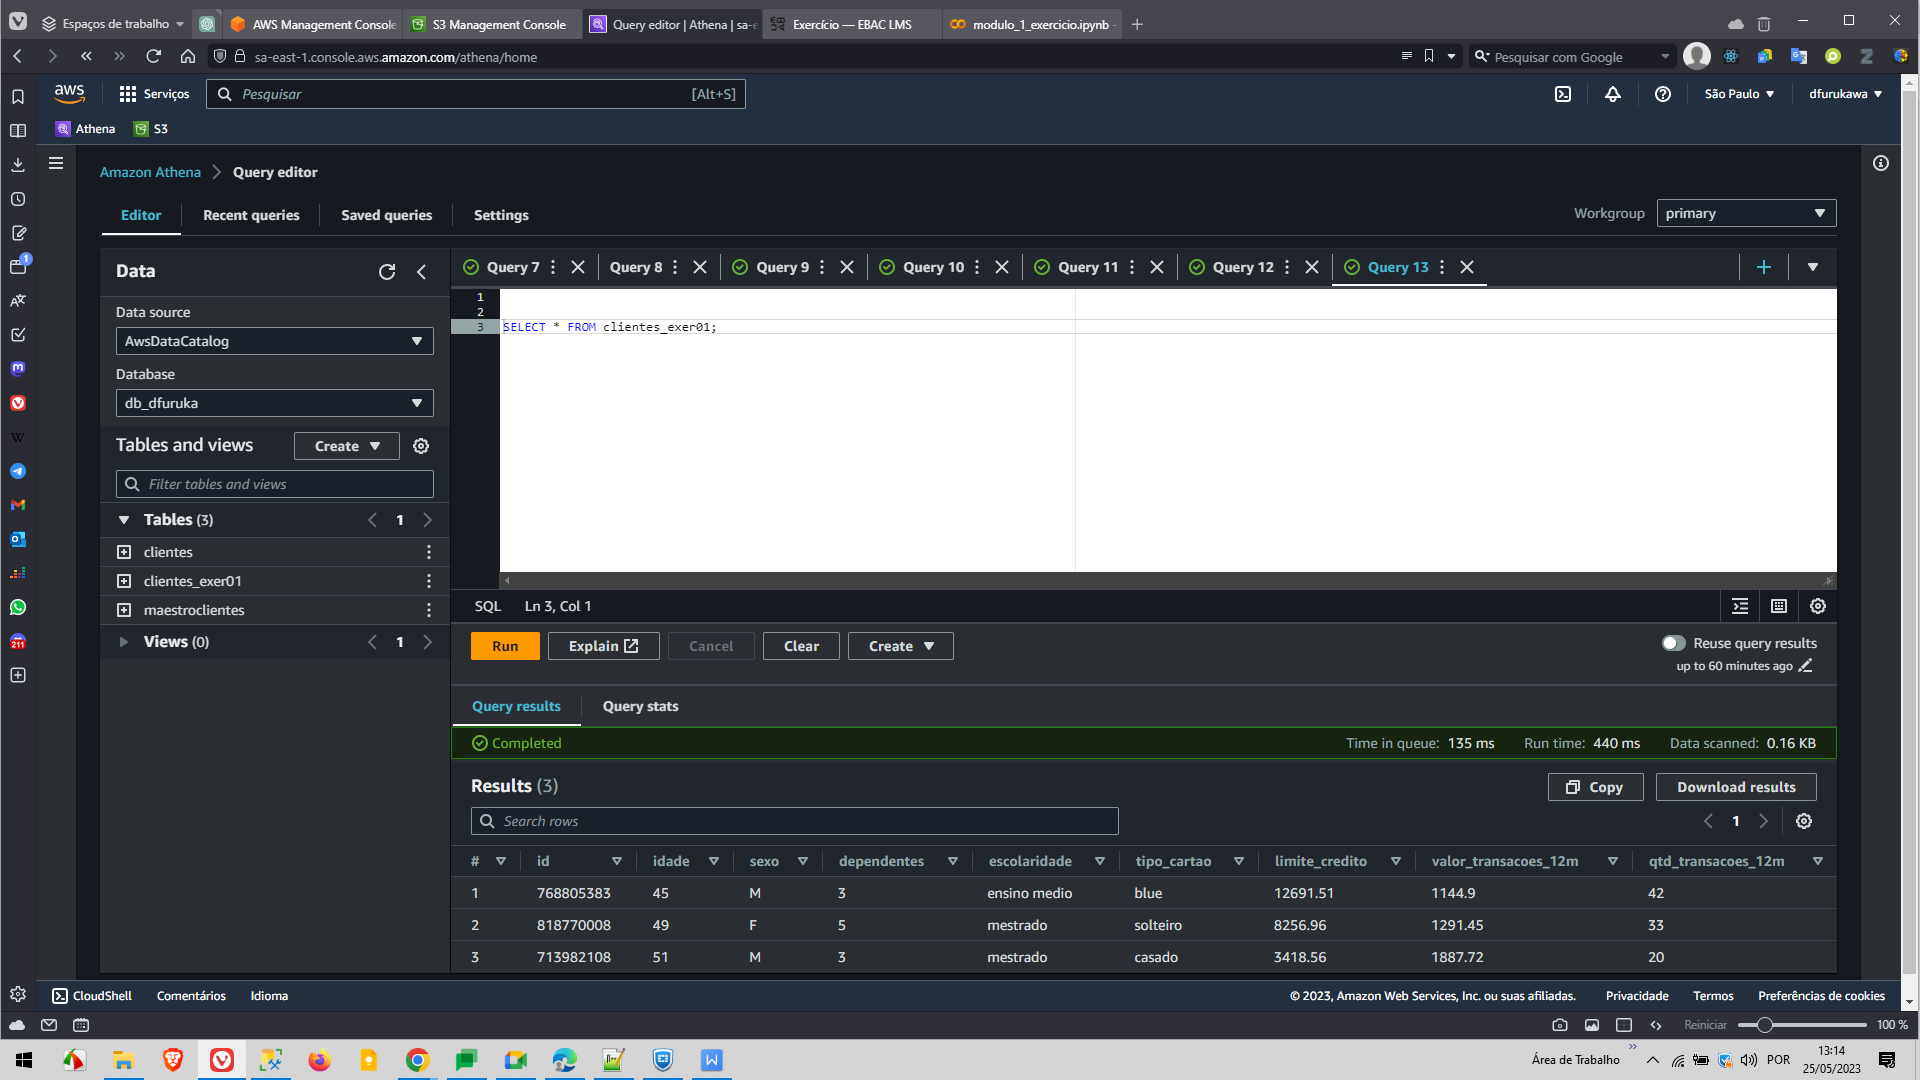 Espaços de trabalho
AWS Management Console
S3 Management Console
Query editor | Athena | sa-e
Exercício — EBAC LMS
modulo_1_exercicio.ipynb -
sa-east-1.console.aws.amazon.com/athena/home
Pesquisar com Google
aws
Serviços
Pesquisar
[Alt+S]
São Paulo
dfurukawa
Athena
S3
Amazon Athena
Query editor
Editor
Recent queries
Saved queries
Settings
Workgroup
primary
Data
Query 7
Query 8
Query 9
Query 10
Query 11
Query 12
Query 13
Data source
AwsDataCatalog
Database
db_dfuruka
Tables and views
Create
Filter tables and views
Tables (3)
1
clientes
clientes_exer01
maestroclientes
Views (0)
1
1
2
3
SELECT * FROM clientes_exer01;
SQL
Ln 3, Col 1
Run
Explain
Cancel
Clear
Create
Reuse query results
up to 60 minutes ago
Query results
Query stats
Completed
Time in queue: 135 ms
Run time: 440 ms
Data scanned: 0.16 KB
Results (3)
Copy
Download results
Search rows
1
# id idade sexo dependentes escolaridade tipo_cartao limite_credito valor_transacoes_12m qtd_transacoes_12m
1 768805383 45 M 3 ensino medio blue 12691.51 1144.9 42
2 818770008 49 F 5 mestrado solteiro 8256.96 1291.45 33
3 713982108 51 M 3 mestrado casado 3418.56 1887.72 20
CloudShell
Comentários
Idioma
© 2023, Amazon Web Services, Inc. ou suas afiliadas.
Privacidade
Termos
Preferências de cookies
1
211
Reiniciar
100 %
Área de Trabalho
POR
13:14
25/05/2023